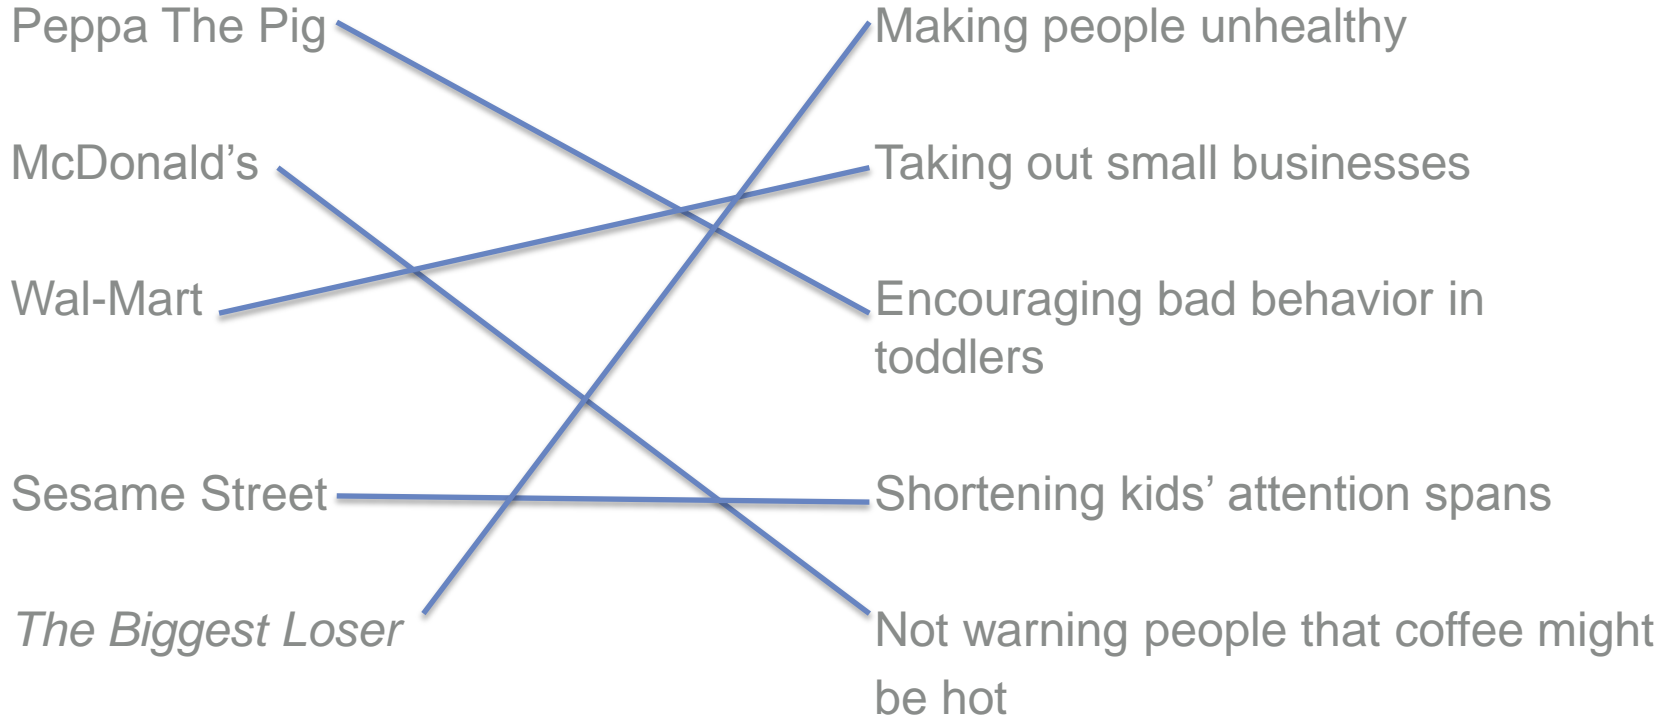 Peppa The Pig
McDonald’s
Wal-Mart
Sesame Street
The Biggest Loser
Making people unhealthy
Taking out small businesses
Encouraging bad behavior in
toddlers
Shortening kids’ attention spans
Not warning people that coffee might
be hot